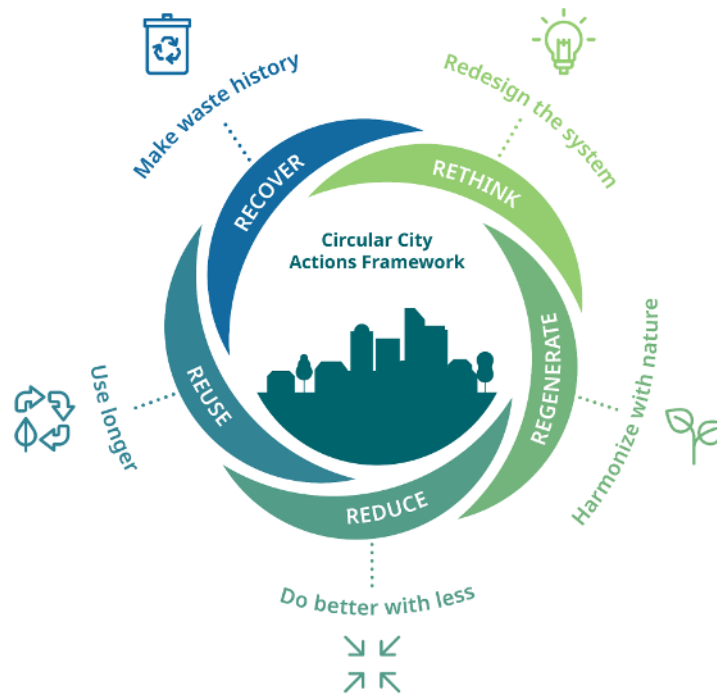 Circular City
Actions Framework
RETHINK
Redesign the system
REGENERATE
Harmonize with nature
REDUCE
Do better with less
REUSE
Use longer
RECOVER
Make waste history